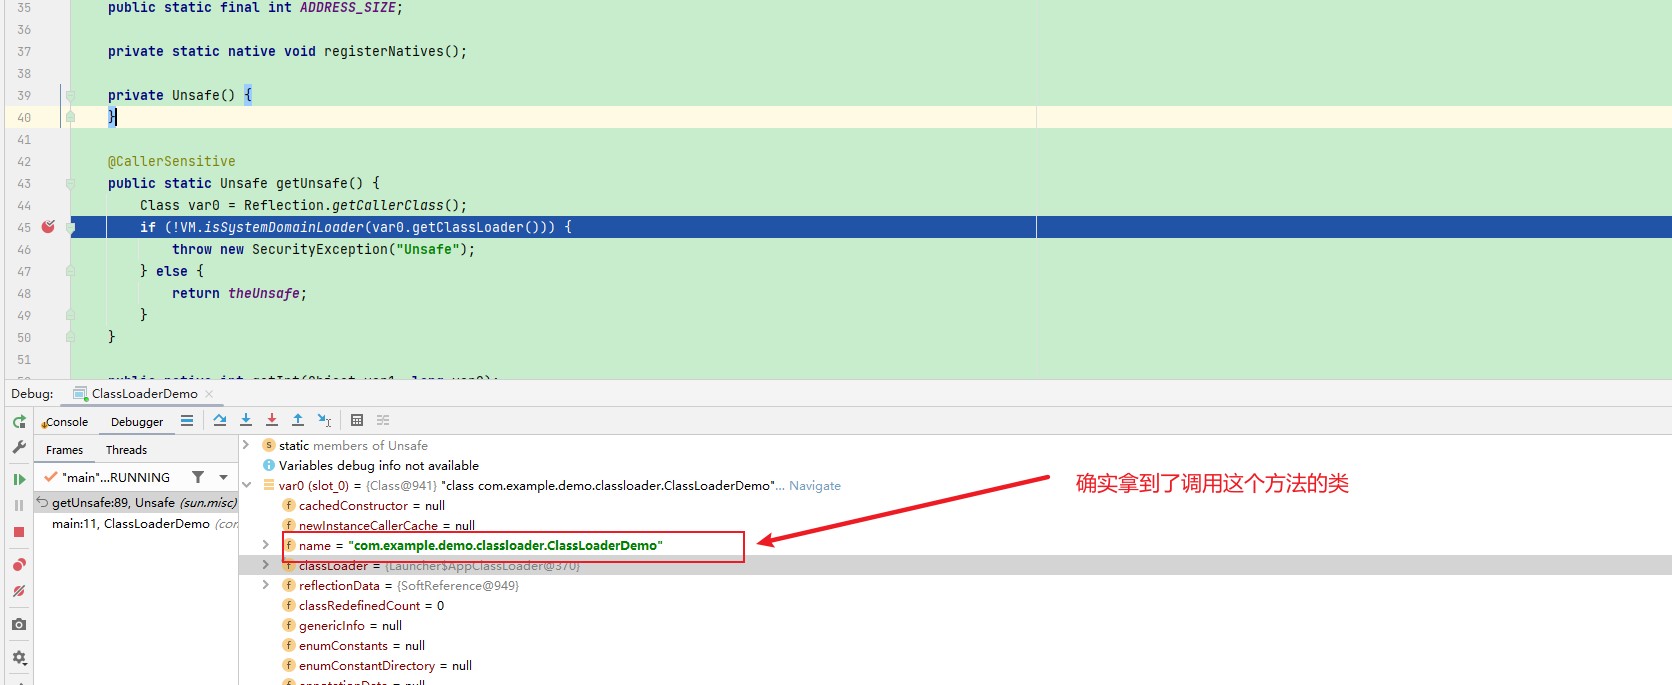 35 public static final int ADDRESS_SIZE;
36
37 private static native void registerNatives();
38
39 private Unsafe() {
40 }
41
42 @CallerSensitive
43 public static Unsafe getUnsafe() {
44 Class var0 = Reflection.getCallerClass();
45 if (!VM.isSystemDomainLoader(var0.getClassLoader())) {
46 throw new SecurityException("Unsafe");
47 } else {
48 return theUnsafe;
49 }
50 }
51
Debug: ClassLoaderDemo
Console Debugger
Frames Threads
"main"...RUNNING
getUnsafe:89, Unsafe (sun.misc)
main:11, ClassLoaderDemo
static members of Unsafe
Variables debug info not available
var0 (slot_0) = {Class@941} "class com.example.demo.classloader.ClassLoaderDemo"... Navigate
cachedConstructor = null
newInstanceCallerCache = null
name = "com.example.demo.classloader.ClassLoaderDemo"
classLoader = {Launcher$AppClassLoader@370}
reflectionData = {SoftReference@949}
classRedefinedCount = 0
genericInfo = null
enumConstants = null
enumConstantDirectory = null
确实拿到了调用这个方法的类